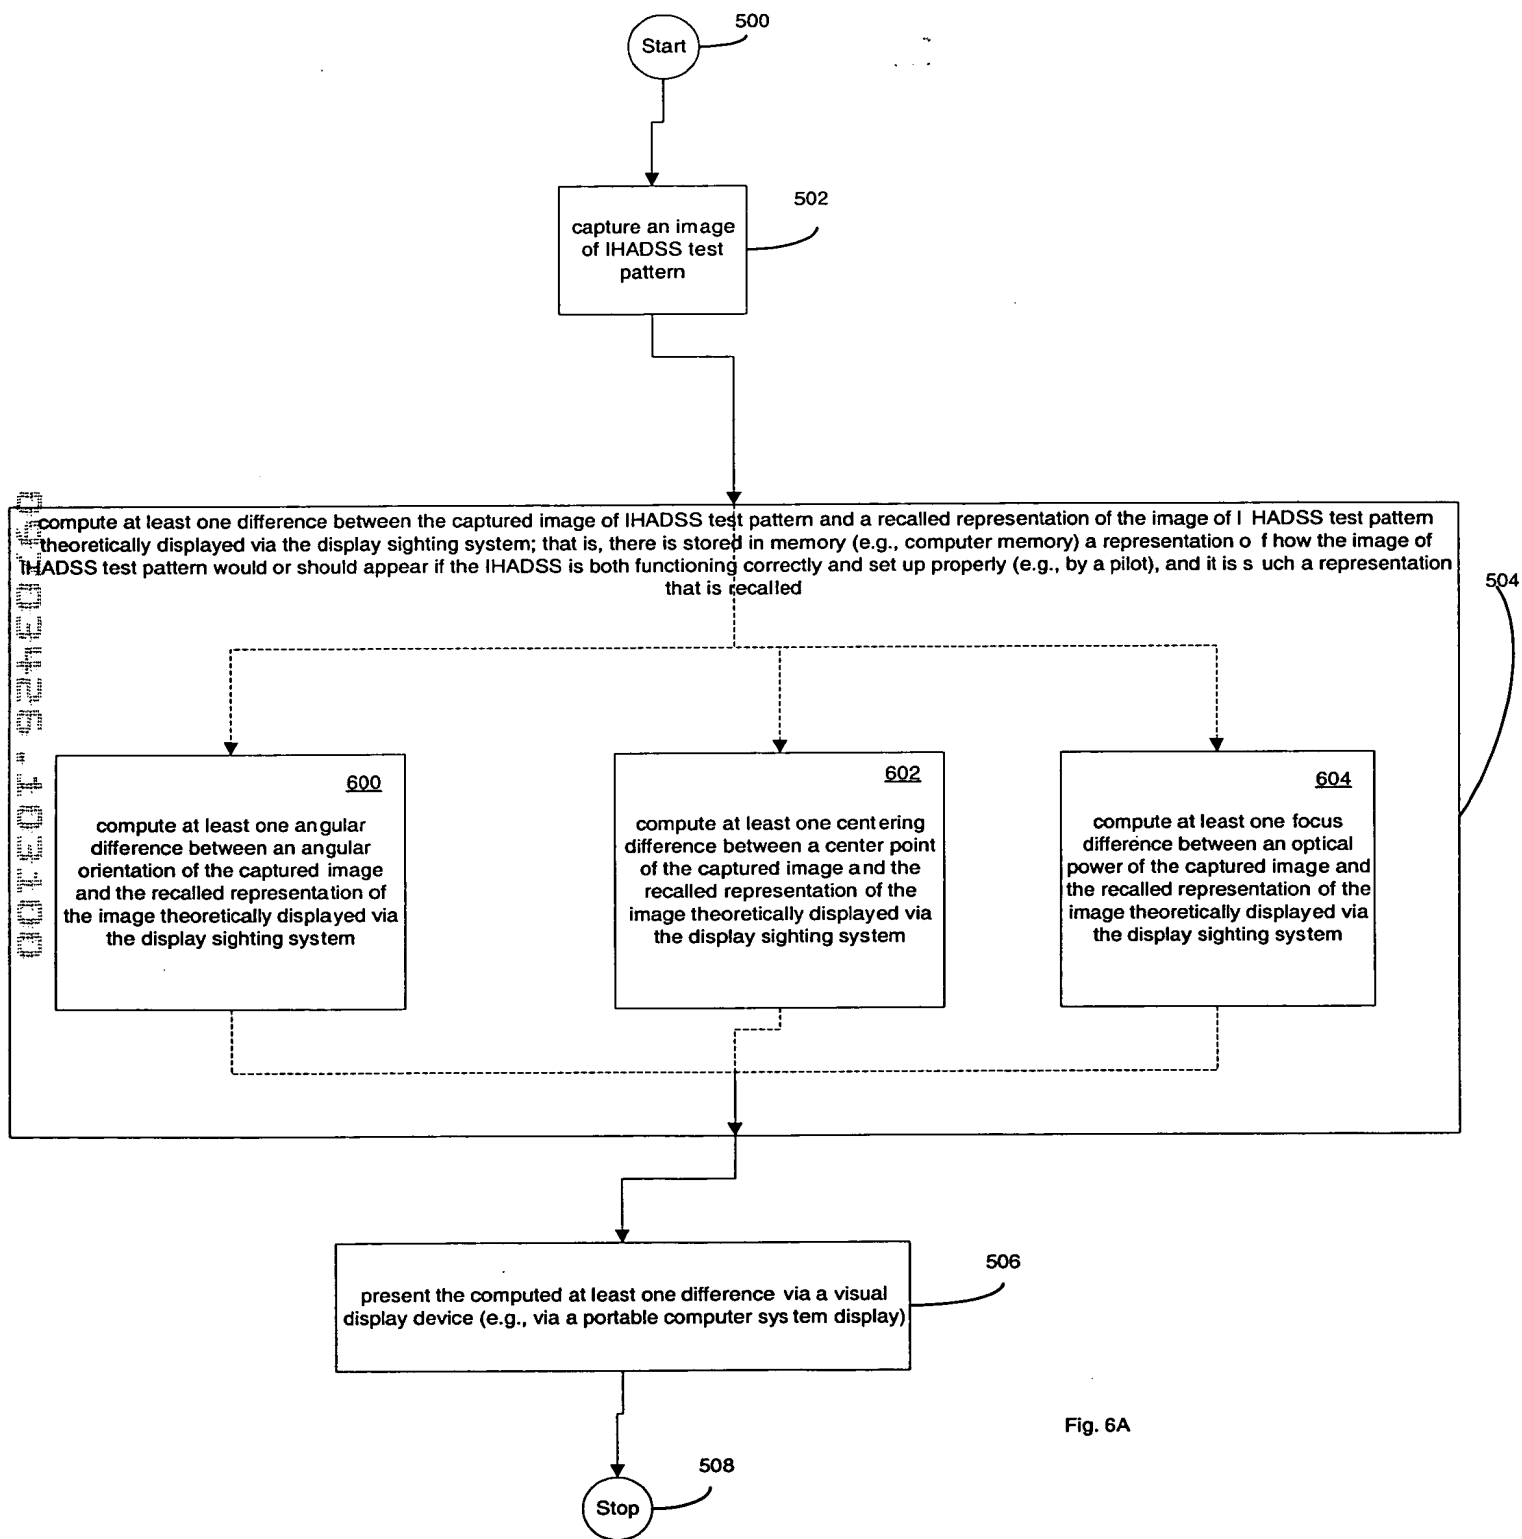 500
Start
502
capture an image
of IHADSS test
pattern
compute at least one difference between the captured image of IHADSS test pattern and a recalled representation of the image of I HADSS test pattern
theoretically displayed via the display sighting system; that is, there is stored in memory (e.g., computer memory) a representation o f how the image of
IHADSS test pattern would or should appear if the IHADSS is both functioning correctly and set up properly (e.g., by a pilot), and it is s uch a representation
that is recalled
504
600
compute at least one angular
difference between an angular
orientation of the captured image
and the recalled representation of
the image theoretically displayed via
the display sighting system
602
compute at least one centering
difference between a center point
of the captured image and the
recalled representation of the
image theoretically displayed via
the display sighting system
604
compute at least one focus
difference between an optical
power of the captured image and
the recalled representation of the
image theoretically displayed via
the display sighting system
506
present the computed at least one difference via a visual
display device (e.g., via a portable computer sys tem display)
Fig. 6A
508
Stop